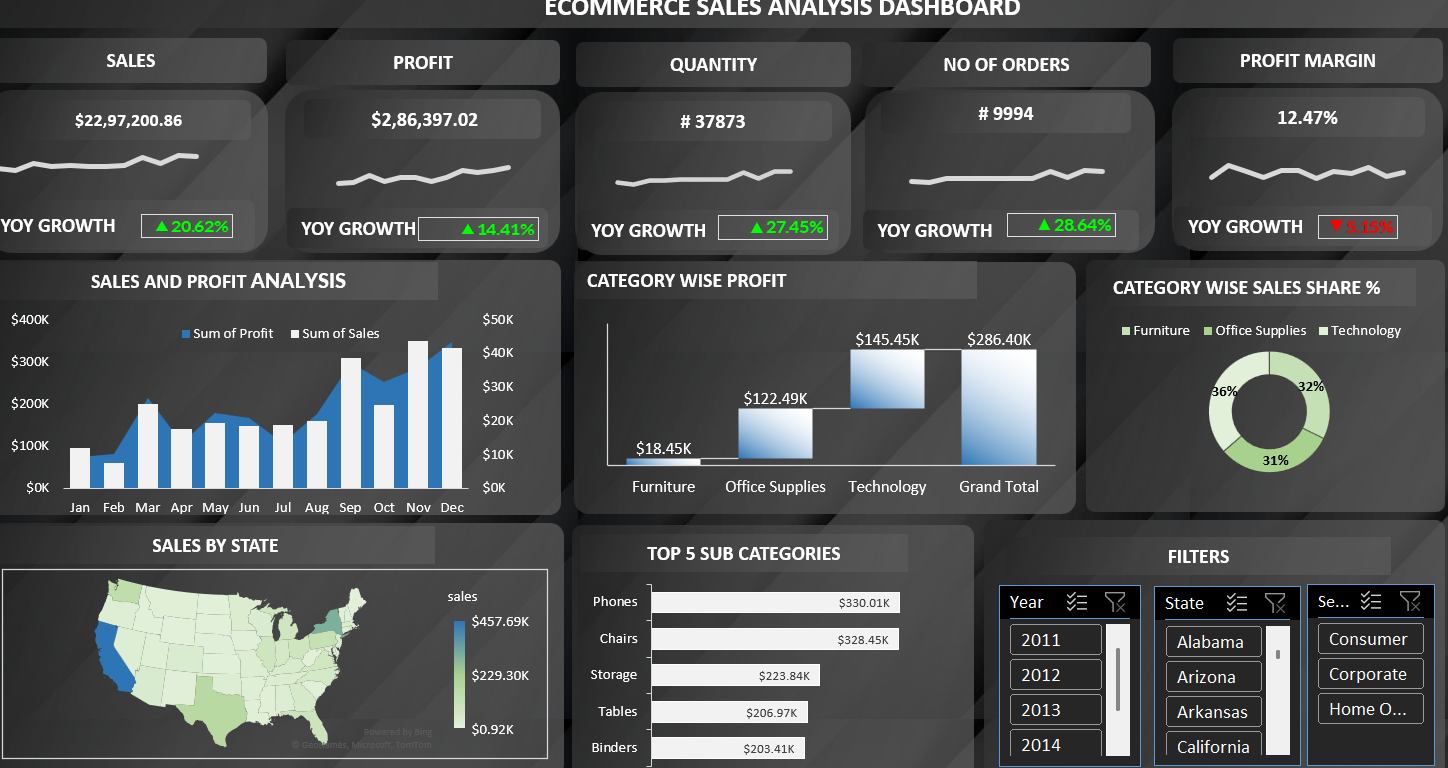 ECOMMERCE SALES ANALYSIS DASHBOARD
SALES
$22,97,200.86
YOY GROWTH ▲ 20.62%
PROFIT
$2,86,397.02
YOY GROWTH ▲ 14.41%
QUANTITY
# 37873
YOY GROWTH ▲ 27.45%
NO OF ORDERS
# 9994
YOY GROWTH ▲ 28.64%
PROFIT MARGIN
12.47%
YOY GROWTH ▼ 5.15%
SALES AND PROFIT ANALYSIS
Sum of Profit Sum of Sales
$400K
$300K
$200K
$100K
$0K
$50K
$40K
$30K
$20K
$10K
$0K
Jan Feb Mar Apr May Jun Jul Aug Sep Oct Nov Dec
CATEGORY WISE PROFIT
$18.45K
$122.49K
$145.45K
$286.40K
Furniture Office Supplies Technology Grand Total
CATEGORY WISE SALES SHARE %
Furniture Office Supplies Technology
36%
32%
31%
SALES BY STATE
sales
$457.69K
$229.30K
$0.92K
Powered by Bing
© GeoNames, Microsoft, TomTom
TOP 5 SUB CATEGORIES
Phones $330.01K
Chairs $328.45K
Storage $223.84K
Tables $206.97K
Binders $203.41K
FILTERS
Year
2011
2012
2013
2014
State
Alabama
Arizona
Arkansas
California
Se...
Consumer
Corporate
Home O...